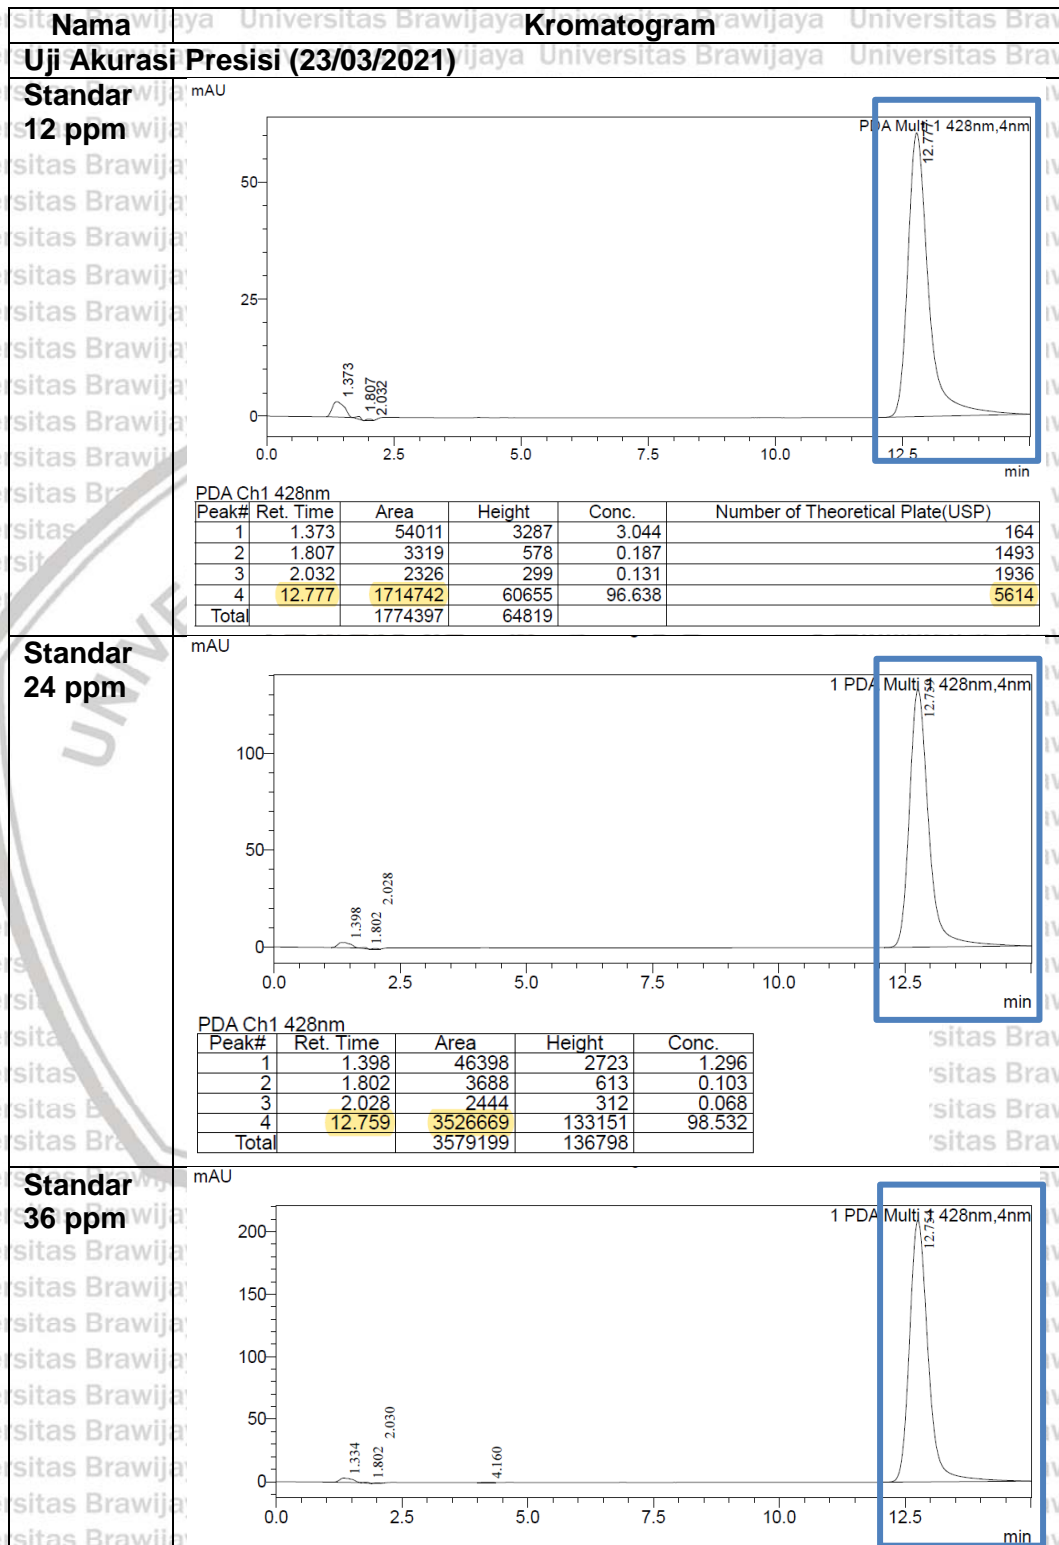 Nama Kromatogram
Uji Akurasi Presisi (23/03/2021)
Standar 12 ppm
mAU
PDA Multi 1 428nm,4nm
12.777
50
25
0
1.373
1.807
2.032
0.0 2.5 5.0 7.5 10.0 12.5
min
PDA Ch1 428nm
Peak# Ret. Time Area Height Conc. Number of Theoretical Plate(USP)
1 1.373 54011 3287 3.044 164
2 1.807 3319 578 0.187 1493
3 2.032 2326 299 0.131 1936
4 12.777 1714742 60655 96.638 5614
Total 1774397 64819
Standar 24 ppm
mAU
1 PDA Multi 1 428nm,4nm
12.759
100
50
0
1.398
1.802
2.028
0.0 2.5 5.0 7.5 10.0 12.5
min
PDA Ch1 428nm
Peak# Ret. Time Area Height Conc.
1 1.398 46398 2723 1.296
2 1.802 3688 613 0.103
3 2.028 2444 312 0.068
4 12.759 3526669 133151 98.532
Total 3579199 136798
Standar 36 ppm
mAU
1 PDA Multi 1 428nm,4nm
12.754
200
150
100
50
0
1.334
1.802
2.030
4.160
0.0 2.5 5.0 7.5 10.0 12.5
min